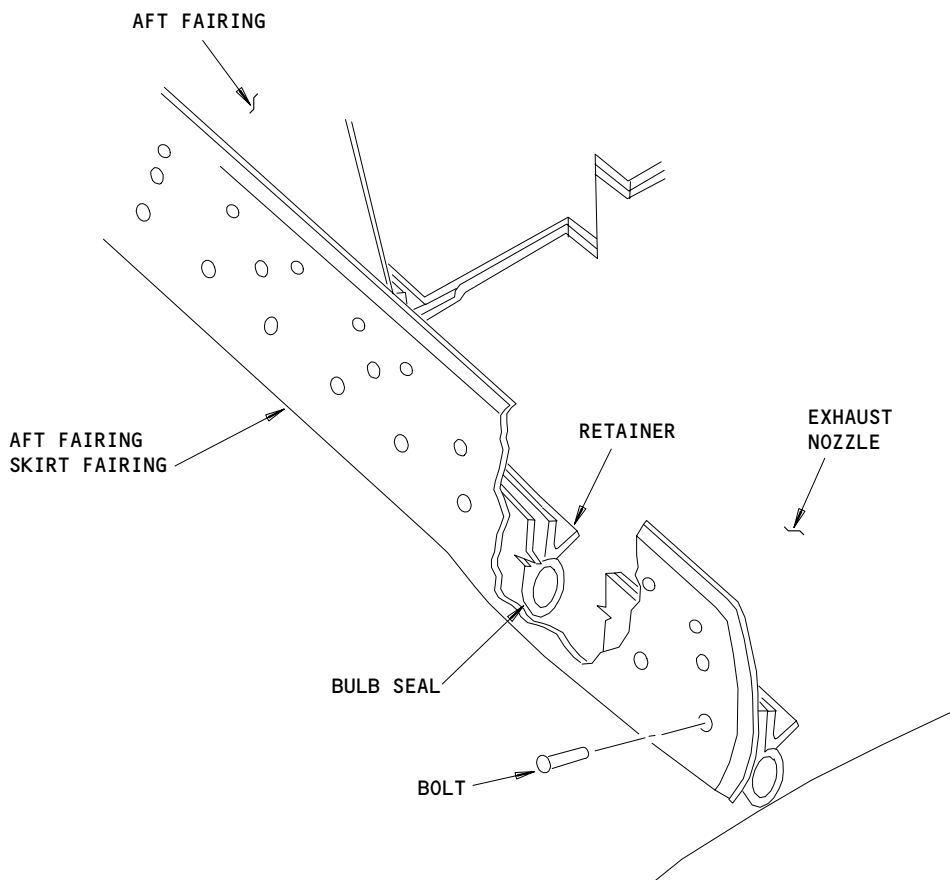 AFT FAIRING
EXHAUST
NOZZLE
RETAINER
AFT FAIRING
SKIRT FAIRING
BULB SEAL
BOLT